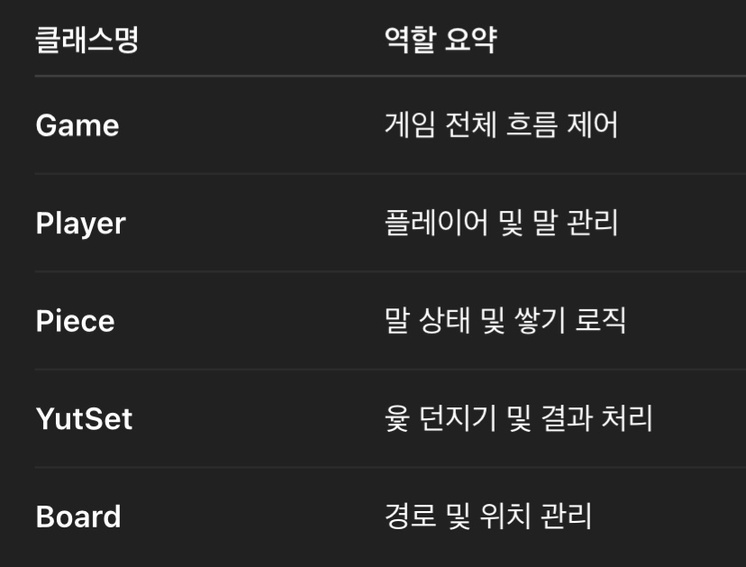 클래스명 역할 요약
Game 게임 전체 흐름 제어
Player 플레이어 및 말 관리
Piece 말 상태 및 쌓기 로직
YutSet 윷 던지기 및 결과 처리
Board 경로 및 위치 관리